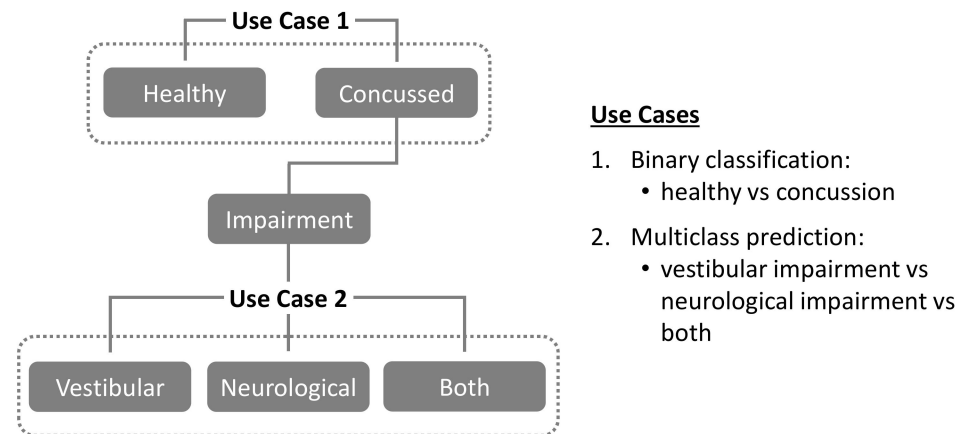 Use Case 1
Healthy
Concussed
Impairment
Use Case 2
Vestibular
Neurological
Both
Use Cases
1. Binary classification:
• healthy vs concussion
2. Multiclass prediction:
• vestibular impairment vs
neurological impairment vs
both